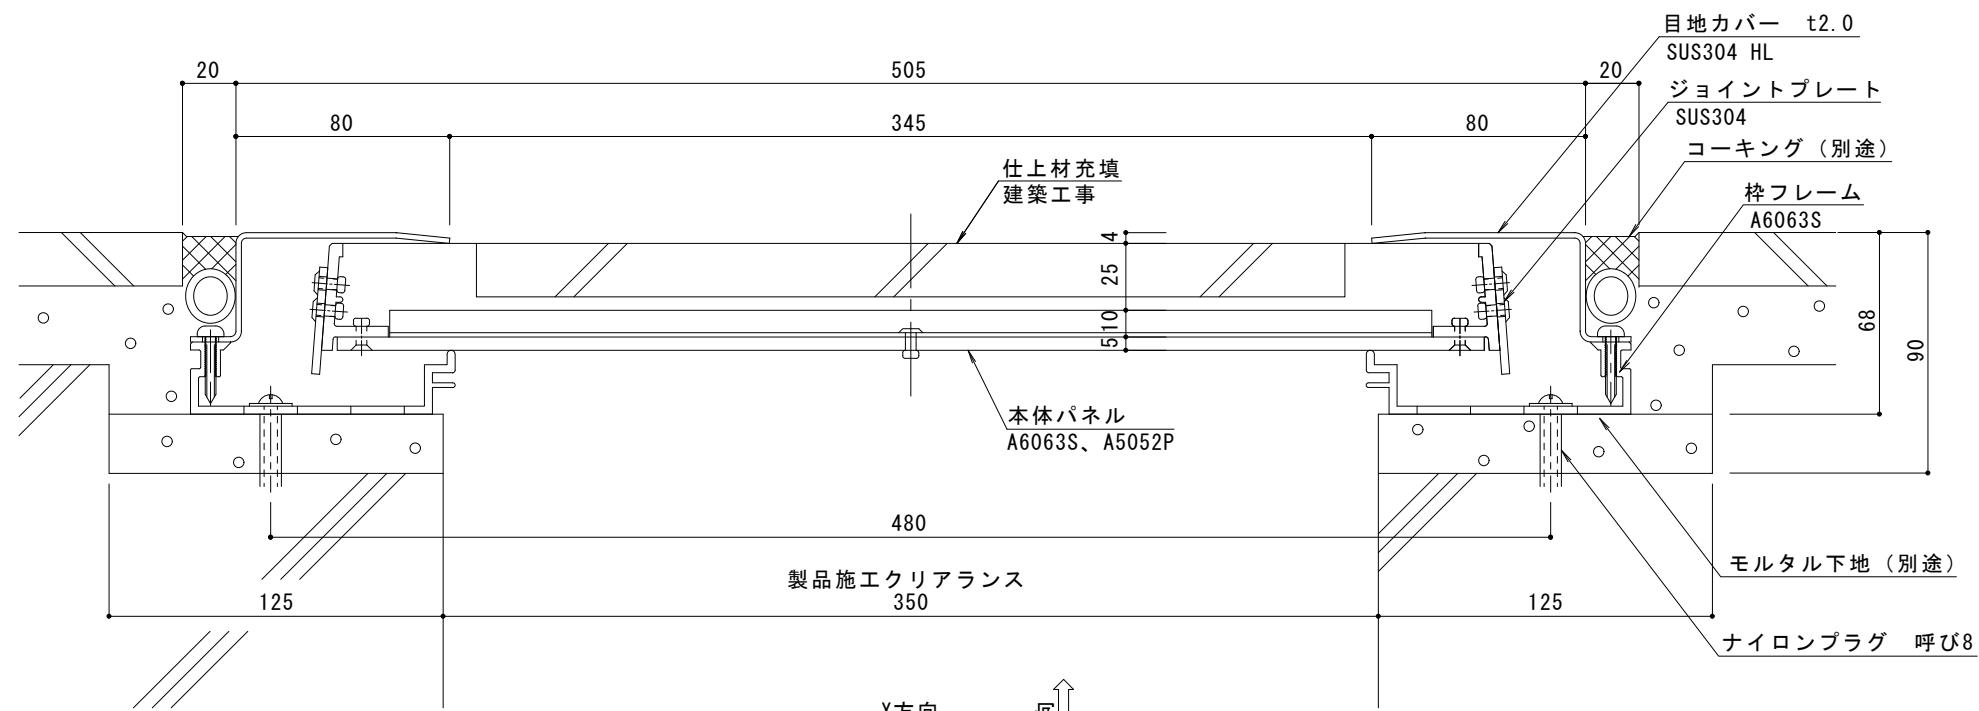 目地カバー　t2.0
SUS304 HL
20
505
20
ジョイントプレート
SUS304
80
345
80
コーキング（別途）
仕上材充填
建築工事
枠フレーム
A6063S
4
25
10
5
68
90
本体パネル
A6063S、A5052P
480
モルタル下地（別途）
製品施工クリアランス
125
350
125
ナイロンプラグ　呼び8